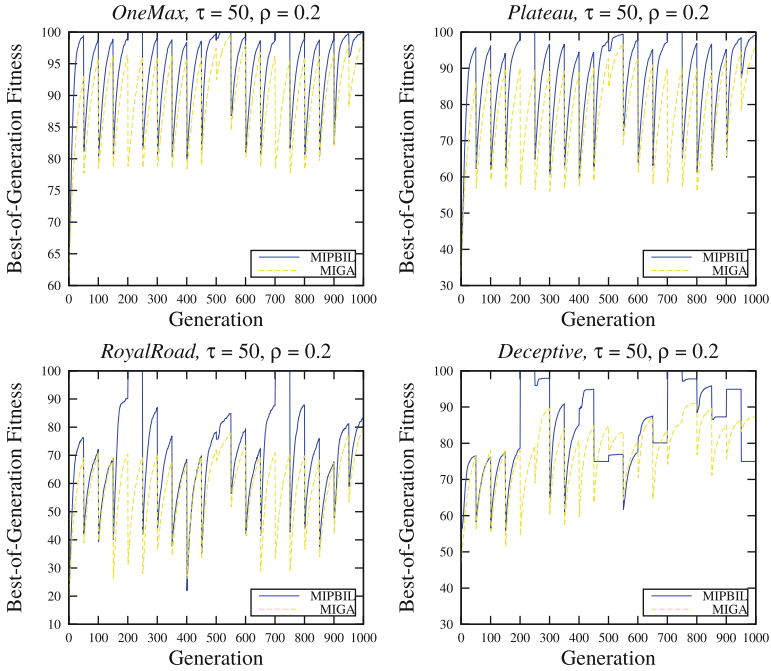 OneMax, τ = 50, ρ = 0.2
Best-of-Generation Fitness
100
95
90
85
80
75
70
65
60
MIPBIL
MIGA
0 100 200 300 400 500 600 700 800 900 1000
Generation
Plateau, τ = 50, ρ = 0.2
Best-of-Generation Fitness
100
90
80
70
60
50
40
30
MIPBIL
MIGA
0 100 200 300 400 500 600 700 800 900 1000
Generation
RoyalRoad, τ = 50, ρ = 0.2
Best-of-Generation Fitness
100
90
80
70
60
50
40
30
20
10
MIPBIL
MIGA
0 100 200 300 400 500 600 700 800 900 1000
Generation
Deceptive, τ = 50, ρ = 0.2
Best-of-Generation Fitness
100
90
80
70
60
50
40
30
MIPBIL
MIGA
0 100 200 300 400 500 600 700 800 900 1000
Generation